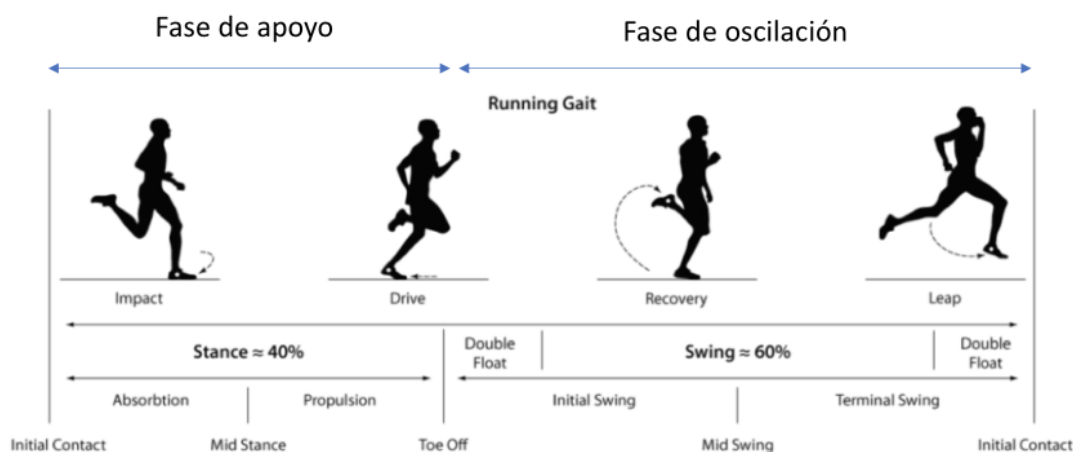 Fase de apoyo
Fase de oscilación
Running Gait
Impact
Drive
Recovery
Leap
Stance ≈ 40%
Double
Float
Swing ≈ 60%
Double
Float
Absorbtion
Propulsion
Initial Swing
Terminal Swing
Initial Contact
Mid Stance
Toe Off
Mid Swing
Initial Contact